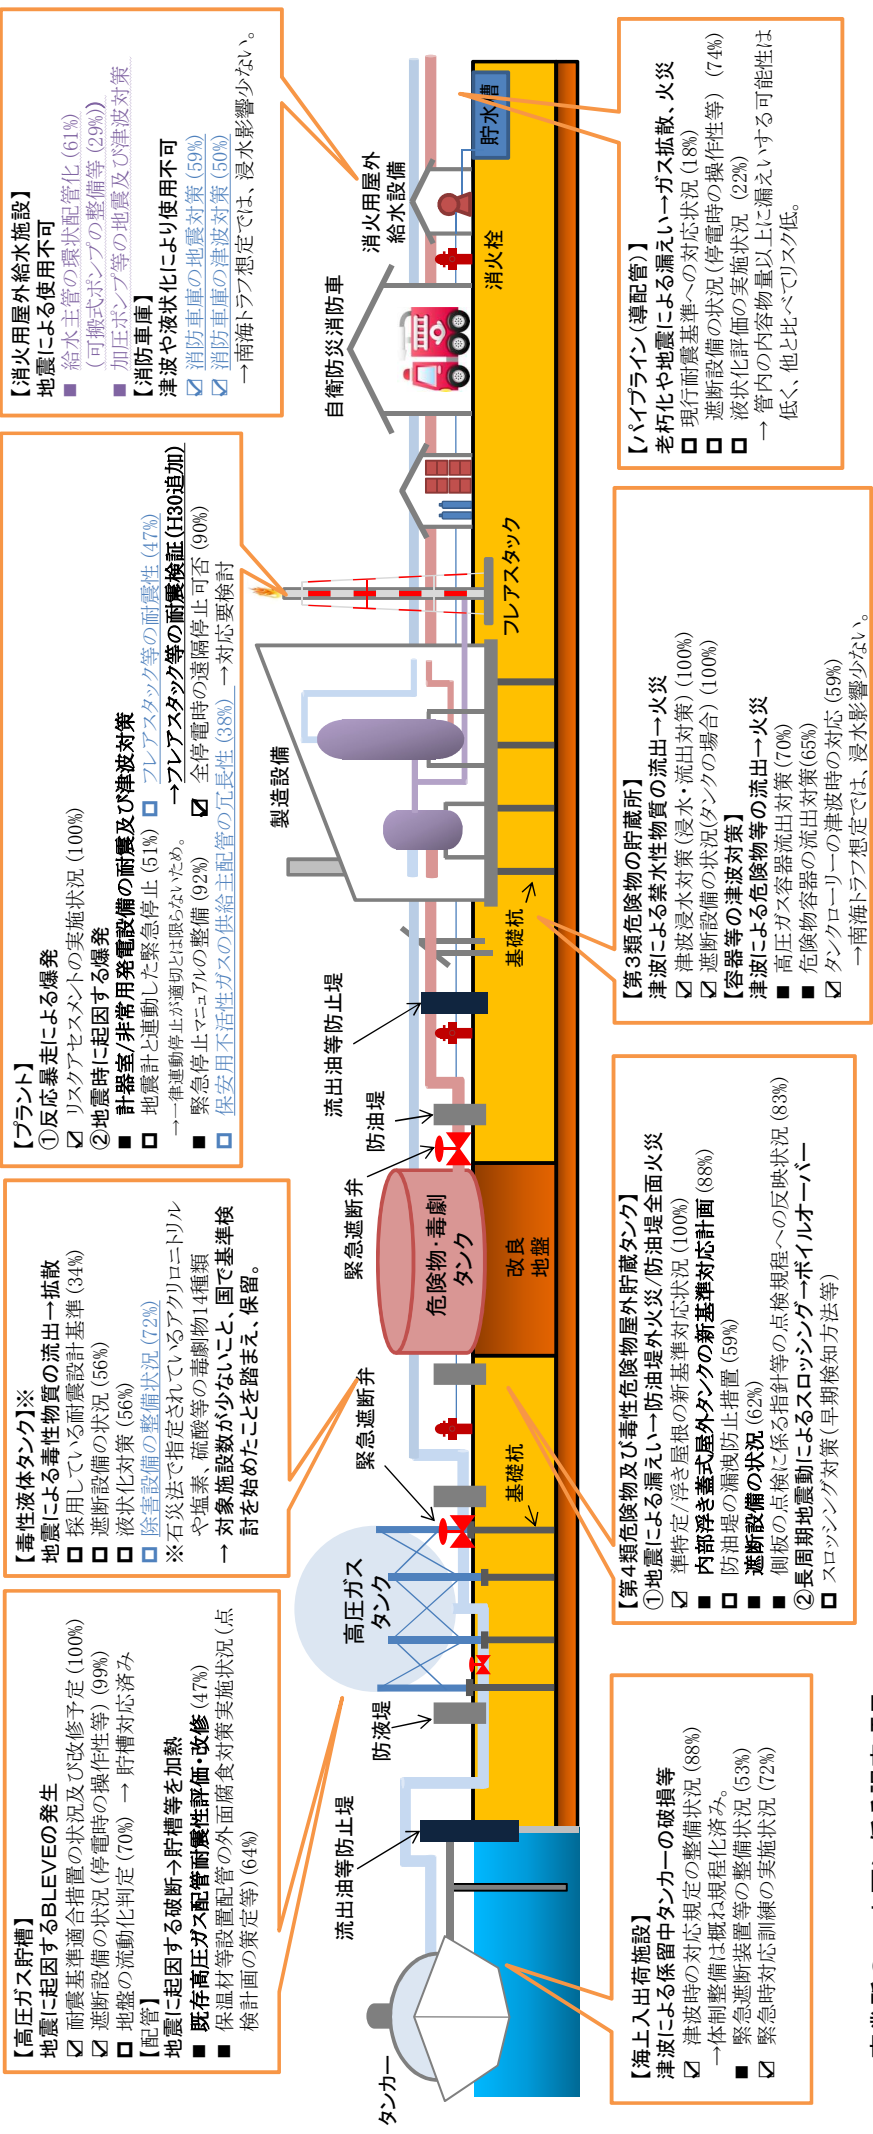 【高圧ガス貯槽】
地震に起因するBLEVEの発生
☑ 耐震基準適合措置の状況及び改修予定 (100%)
☑ 遮断設備の状況(停電時の操作性等) (99%)
□ 地盤の流動化判定 (70%) → 貯槽対応済み
【配管】
地震に起因する破断→貯槽等を加熱
■ 既存高圧ガス配管耐震性評価・改修 (47%)
■ 保温材等設置配管の外面腐食対策実施状況(点
検計画の策定等) (64%)
【毒性液体タンク】※
地震による毒性物質の流出→拡散
□ 採用している耐震設計基準 (34%)
□ 遮断設備の状況 (56%)
□ 液状化対策 (56%)
□ 除害設備の整備状況 (72%)
※石災法で指定されているアクリロニトリル
や塩素、硫酸等の毒劇物14種類
→ 対象施設数が少ないこと、国で基準検
討を始めたことを踏まえ、保留。
【プラント】
①反応暴走による爆発
☑ リスクアセスメントの実施状況 (100%)
②地震時に起因する爆発
■ 計器室/非常用発電設備の耐震及び津波対策
□ 地震計と連動した緊急停止 (51%) □ フレアスタック等の耐震性 (47%)
→一律連動停止が適切とは限らないため。 →フレアスタック等の耐震検証(H30追加)
■ 緊急停止マニュアルの整備 (92%) ☑ 全停電時の遠隔停止可否 (90%)
□ 保安用不活性ガスの供給主配管の冗長性 (38%) →対応要検討
【消火用屋外給水施設】
地震による使用不可
■ 給水主管の環状配管化 (61%)
(可搬式ポンプの整備等 (29%))
■ 加圧ポンプ等の地震及び津波対策
【消防車庫】
津波や液状化により使用不可
☑ 消防車庫の地震対策 (59%)
☑ 消防車庫の津波対策 (50%)
→南海トラフ想定では、浸水影響少ない。
タンカー
流出油等防止堤
防液堤
高圧ガス
タンク
緊急遮断弁
基礎杭
危険物・毒劇
タンク
改良
地盤
緊急遮断弁
防油堤
流出油等防止堤
基礎杭
製造設備
フレアスタック
自衛防災消防車
消火用屋外
給水設備
消火栓
貯水槽
【海上入出荷施設】
津波による係留中タンカーの破損等
☑ 津波時の対応規定の整備状況 (88%)
→体制整備は概ね規程化済み。
■ 緊急遮断装置等の整備状況 (53%)
☑ 緊急時対応訓練の実施状況 (72%)
【第4類危険物及び毒性危険物屋外貯蔵タンク】
①地震による漏えい→防油堤外火災/防油堤全面火災
☑ 準特定/浮き屋根の新基準対応状況 (100%)
■ 内部浮き蓋式屋外タンクの新基準対応計画 (88%)
□ 防油堤の漏洩防止措置 (59%)
■ 遮断設備の状況 (62%)
■ 側板の点検に係る指針等の点検規程への反映状況 (83%)
②長周期地震動によるスロッシング→ボイルオーバー
□ スロッシング対策(早期検知方法等)
【第3類危険物の貯蔵所】
津波による禁水性物質の流出→火災
☑ 津波浸水対策(浸水・流出対策) (100%)
☑ 遮断設備の状況(タンクの場合) (100%)
【容器等の津波対策】
津波による危険物等の流出→火災
■ 高圧ガス容器流出対策 (70%)
■ 危険物容器の流出対策(65%)
☑ タンクローリーの津波時の対応 (59%)
→南海トラフ想定では、浸水影響少ない。
【パイプライン(導配管)】
老朽化や地震による漏えい→ガス拡散、火災
□ 現行耐震基準への対応状況 (18%)
□ 遮断設備の状況(停電時の操作性等) (74%)
□ 液状化評価の実施状況 (22%)
→ 管内の内容物量以上に漏えいする可能性は
低く、他と比べてリスク低。